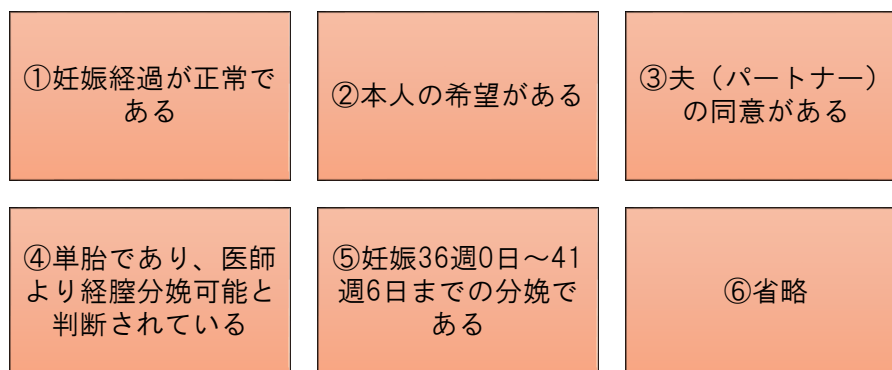 ①妊娠経過が正常で
ある
②本人の希望がある
③夫（パートナー）
の同意がある
④単胎であり、医師
より経膣分娩可能と
判断されている
⑤妊娠36週0日～41
週6日までの分娩で
ある
⑥省略